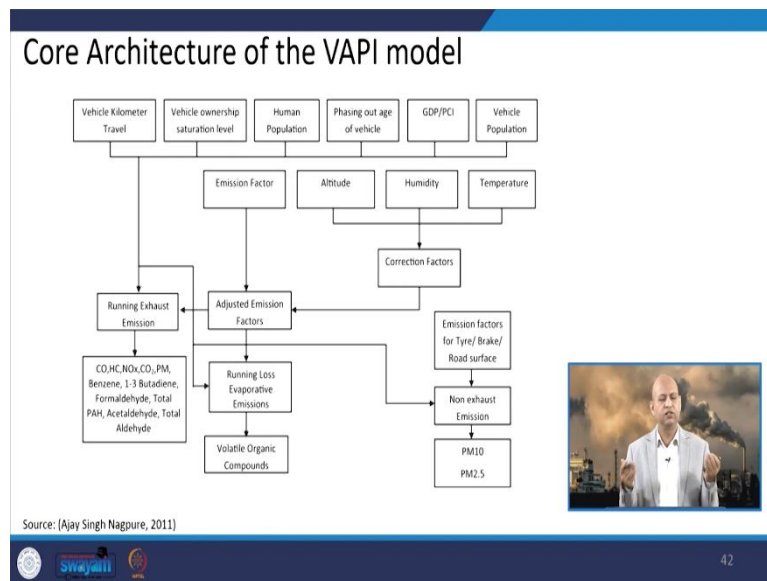 Core Architecture of the VAPI model
Vehicle Kilometer
Travel
Vehicle ownership
saturation level
Human
Population
Phasing out age
of vehicle
GDP/PCI
Vehicle
Population
Emission Factor
Altitude
Humidity
Temperature
Correction Factors
Running Exhaust
Emission
Adjusted Emission
Factors
Emission factors
for Tyre/ Brake/
Road surface
CO,HC,NOx,CO₂,PM,
Benzene, 1-3 Butadiene,
Formaldehyde, Total
PAH, Acetaldehyde, Total
Aldehyde
Running Loss
Evaporative
Emissions
Non exhaust
Emission
Volatile Organic
Compounds
PM10
PM2.5
Source: (Ajay Singh Nagpure, 2011)
swayam
42